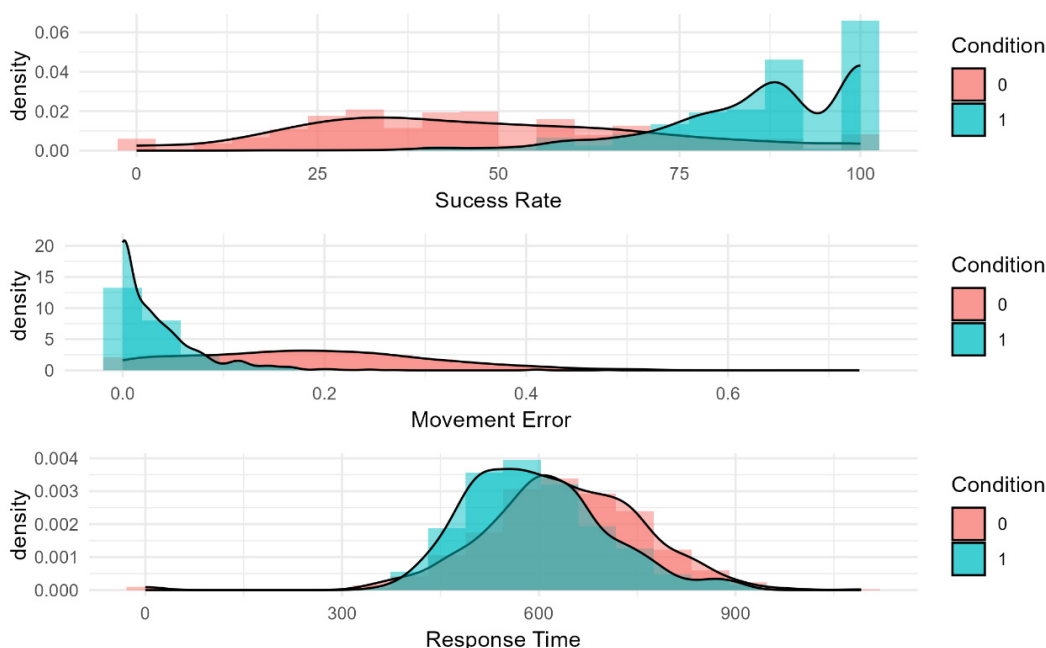 density
0.06
0.04
0.02
0.00
0 25 50 75 100
Sucess Rate
Condition
0
1
density
20
15
10
5
0
0.0 0.2 0.4 0.6
Movement Error
Condition
0
1
density
0.004
0.003
0.002
0.001
0.000
0 300 600 900
Response Time
Condition
0
1